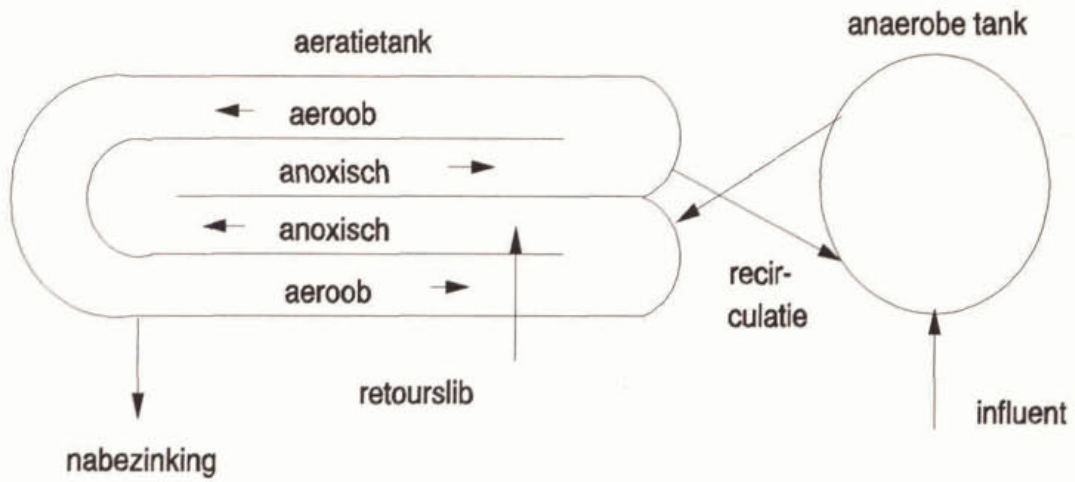 aeratietank
anaerobe tank
aeroob
anoxisch
anoxisch
aeroob
recir-
culatie
retourslib
influent
nabezinking